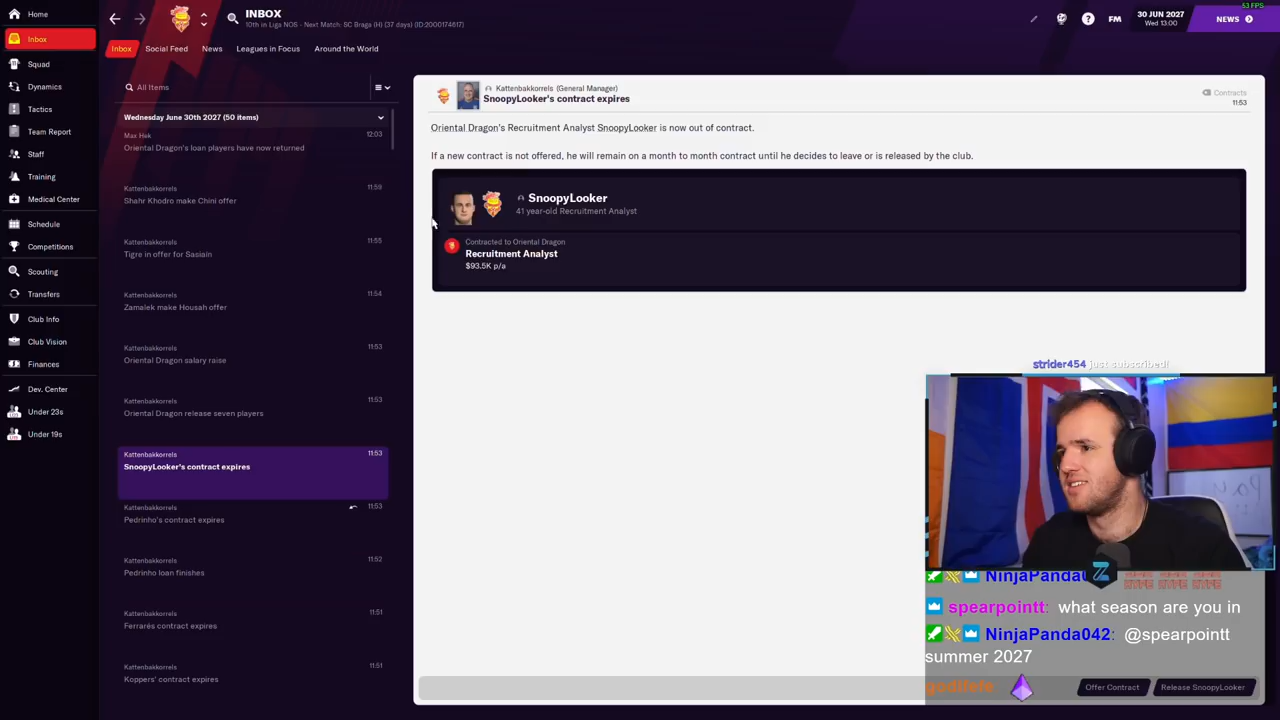 53 FPS
INBOX
10th in Liga NOS - Next Match: SC Braga (H) (37 days) (ID:2000174617)
FM
30 JUN 2027
Wed 13:00
NEWS
Home
Inbox
Squad
Dynamics
Tactics
Team Report
Staff
Training
Medical Center
Schedule
Competitions
Scouting
Transfers
Club Info
Club Vision
Finances
Dev. Center
Under 23s
Under 19s
Inbox
Social Feed
News
Leagues in Focus
Around the World
All Items
Wednesday June 30th 2027 (50 items)
Max Hek 12:03
Oriental Dragon's loan players have now returned
Kattenbakkorrels 11:59
Shahr Khodro make Chini offer
Kattenbakkorrels 11:55
Tigre in offer for Sasiain
Kattenbakkorrels 11:54
Zamalek make Housah offer
Kattenbakkorrels 11:53
Oriental Dragon salary raise
Kattenbakkorrels 11:53
Oriental Dragon release seven players
Kattenbakkorrels 11:53
SnoopyLooker's contract expires
Kattenbakkorrels 11:53
Pedrinho's contract expires
Kattenbakkorrels 11:52
Pedrinho loan finishes
Kattenbakkorrels 11:51
Ferrarés contract expires
Kattenbakkorrels 11:51
Koppers' contract expires
Kattenbakkorrels (General Manager)
SnoopyLooker's contract expires
Contracts
11:53
Oriental Dragon's Recruitment Analyst SnoopyLooker is now out of contract.
If a new contract is not offered, he will remain on a month to month contract until he decides to leave or is released by the club.
SnoopyLooker
41 year-old Recruitment Analyst
Contracted to Oriental Dragon
Recruitment Analyst
$93.5K p/a
strider454 just subscribed!
spearpointt: what season are you in
NinjaPanda042: @spearpointt
summer 2027
Offer Contract
Release SnoopyLooker